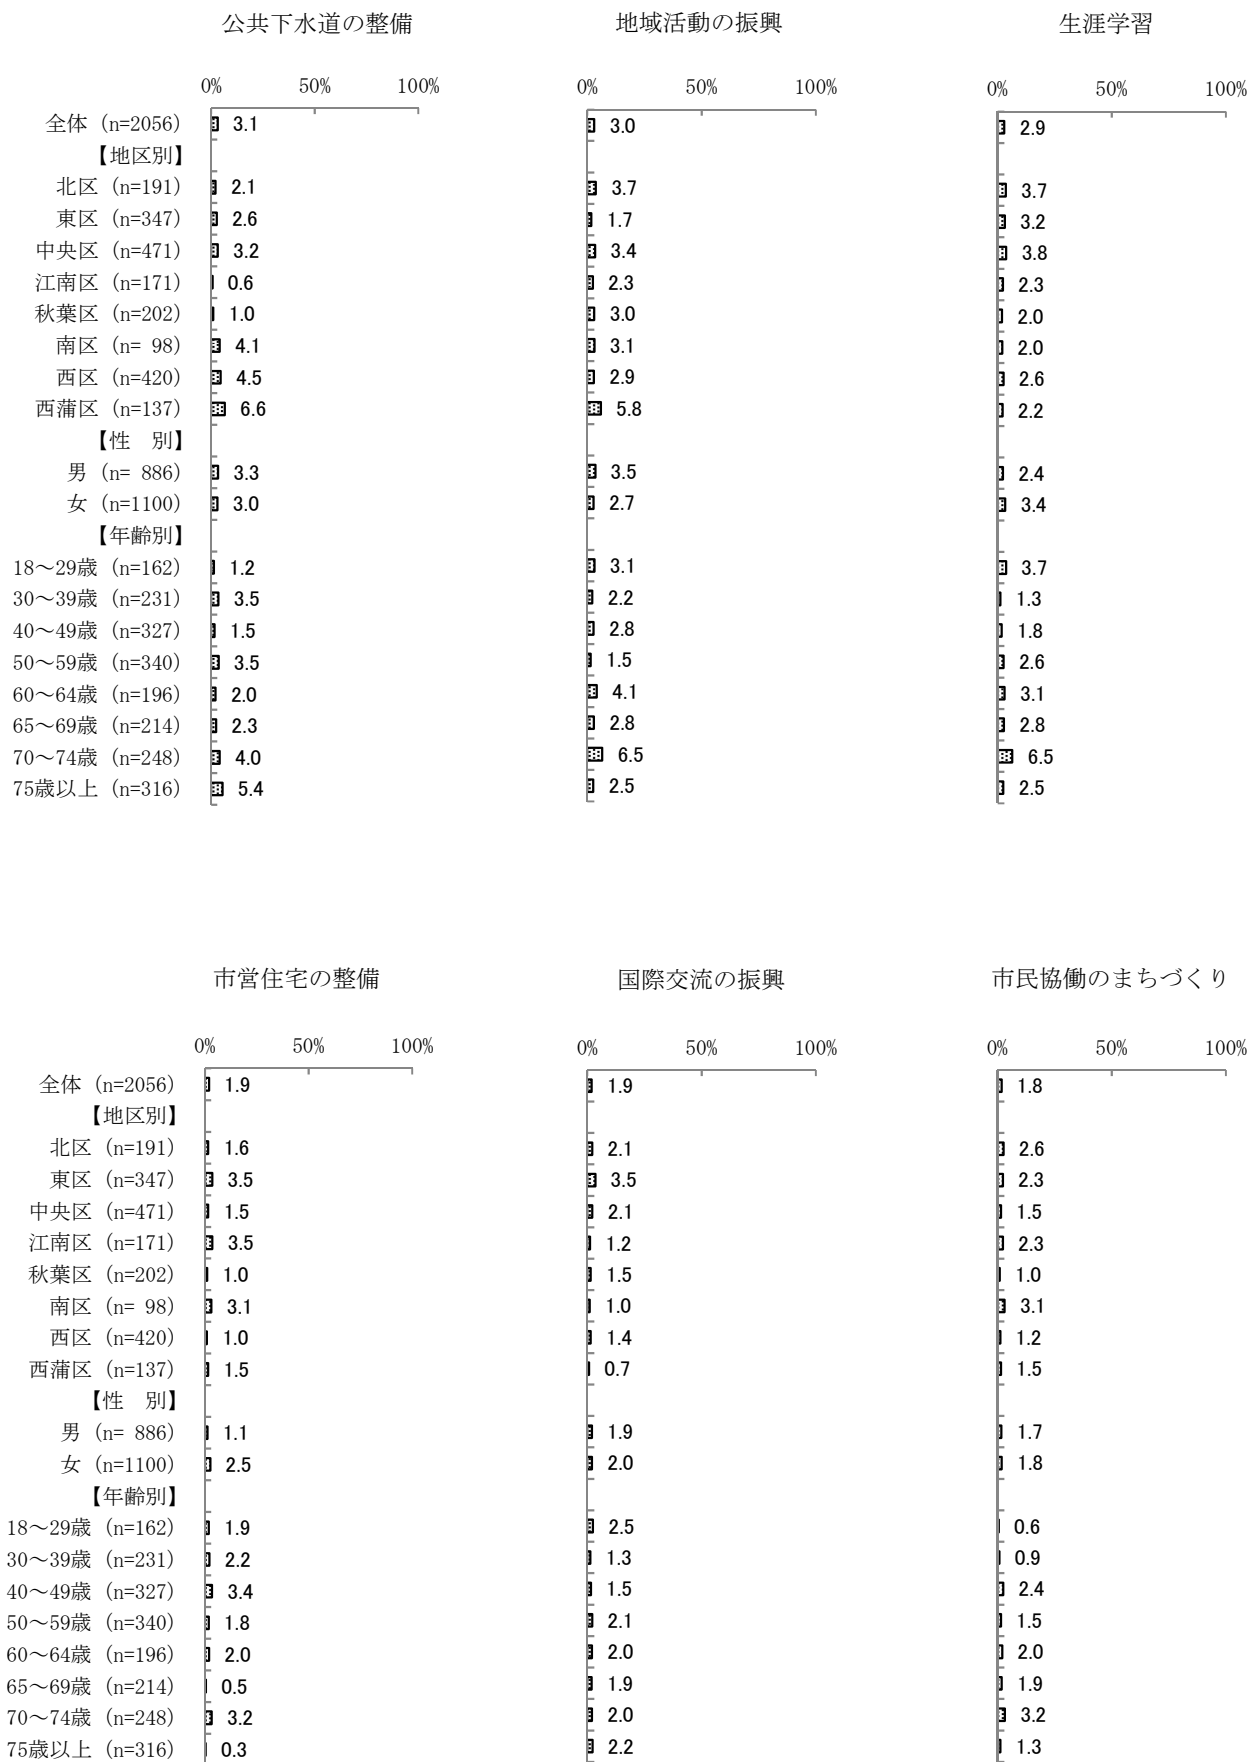 公共下水道の整備 地域活動の振興 生涯学習
0% 50% 100% 0% 50% 100% 0% 50% 100%
全体 (n=2056) 3.1 3.0 2.9
【地区別】
北区 (n=191) 2.1 3.7 3.7
東区 (n=347) 2.6 1.7 3.2
中央区 (n=471) 3.2 3.4 3.8
江南区 (n=171) 0.6 2.3 2.3
秋葉区 (n=202) 1.0 3.0 2.0
南区 (n= 98) 4.1 3.1 2.0
西区 (n=420) 4.5 2.9 2.6
西蒲区 (n=137) 6.6 5.8 2.2
【性　別】
男 (n= 886) 3.3 3.5 2.4
女 (n=1100) 3.0 2.7 3.4
【年齢別】
18～29歳 (n=162) 1.2 3.1 3.7
30～39歳 (n=231) 3.5 2.2 1.3
40～49歳 (n=327) 1.5 2.8 1.8
50～59歳 (n=340) 3.5 1.5 2.6
60～64歳 (n=196) 2.0 4.1 3.1
65～69歳 (n=214) 2.3 2.8 2.8
70～74歳 (n=248) 4.0 6.5 6.5
75歳以上 (n=316) 5.4 2.5 2.5
市営住宅の整備 国際交流の振興 市民協働のまちづくり
0% 50% 100% 0% 50% 100% 0% 50% 100%
全体 (n=2056) 1.9 1.9 1.8
【地区別】
北区 (n=191) 1.6 2.1 2.6
東区 (n=347) 3.5 3.5 2.3
中央区 (n=471) 1.5 2.1 1.5
江南区 (n=171) 3.5 1.2 2.3
秋葉区 (n=202) 1.0 1.5 1.0
南区 (n= 98) 3.1 1.0 3.1
西区 (n=420) 1.0 1.4 1.2
西蒲区 (n=137) 1.5 0.7 1.5
【性　別】
男 (n= 886) 1.1 1.9 1.7
女 (n=1100) 2.5 2.0 1.8
【年齢別】
18～29歳 (n=162) 1.9 2.5 0.6
30～39歳 (n=231) 2.2 1.3 0.9
40～49歳 (n=327) 3.4 1.5 2.4
50～59歳 (n=340) 1.8 2.1 1.5
60～64歳 (n=196) 2.0 2.0 2.0
65～69歳 (n=214) 0.5 1.9 1.9
70～74歳 (n=248) 3.2 2.0 3.2
75歳以上 (n=316) 0.3 2.2 1.3